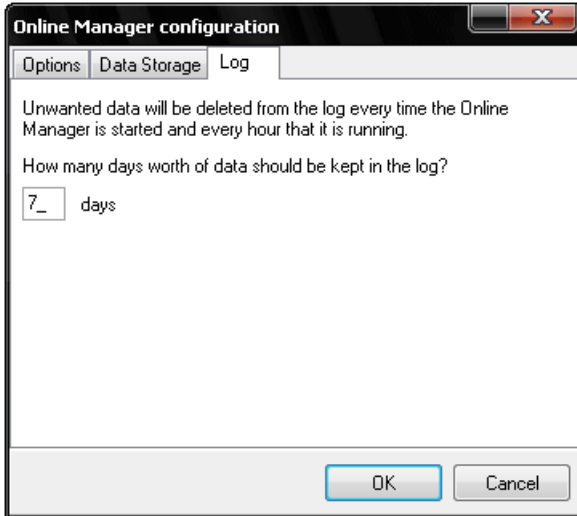 Online Manager configuration
Options Data Storage Log
Unwanted data will be deleted from the log every time the Online
Manager is started and every hour that it is running.
How many days worth of data should be kept in the log?
7_ days
OK Cancel